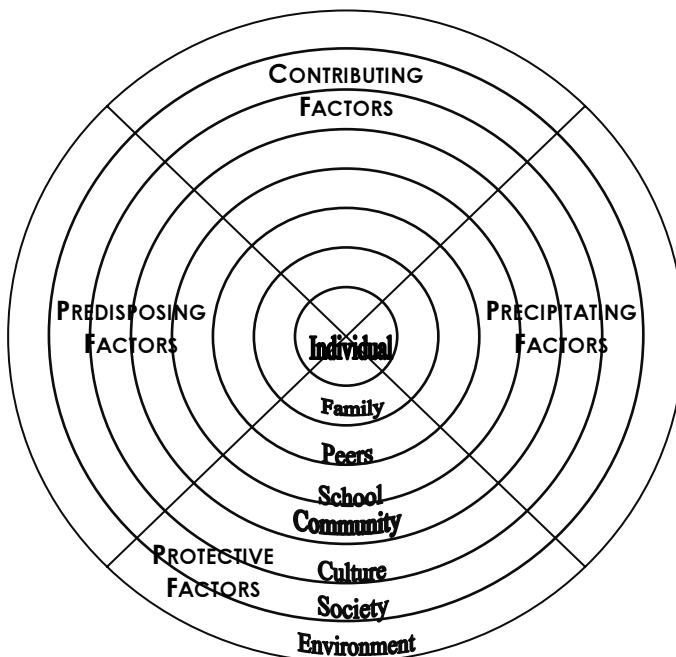 CONTRIBUTING
FACTORS
PREDISPOSING
FACTORS
PRECIPITATING
FACTORS
Individual
Family
Peers
School
Community
PROTECTIVE
FACTORS
Culture
Society
Environment